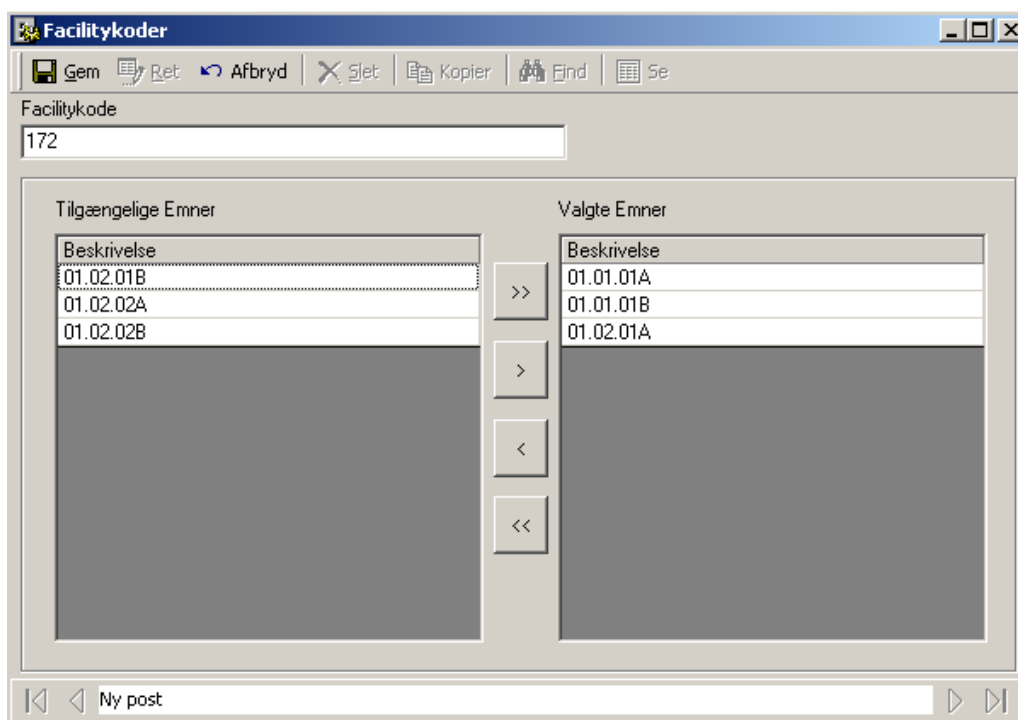 Facilitykoder
Gem Ret Afbryd Slet Kopier Find Se
Facilitykode
172
Tilgængelige Emner Valgte Emner
Beskrivelse Beskrivelse
01.02.01B >> 01.01.01A
01.02.02A 01.01.01B
01.02.02B 01.02.01A
>
<
<<
Ny post